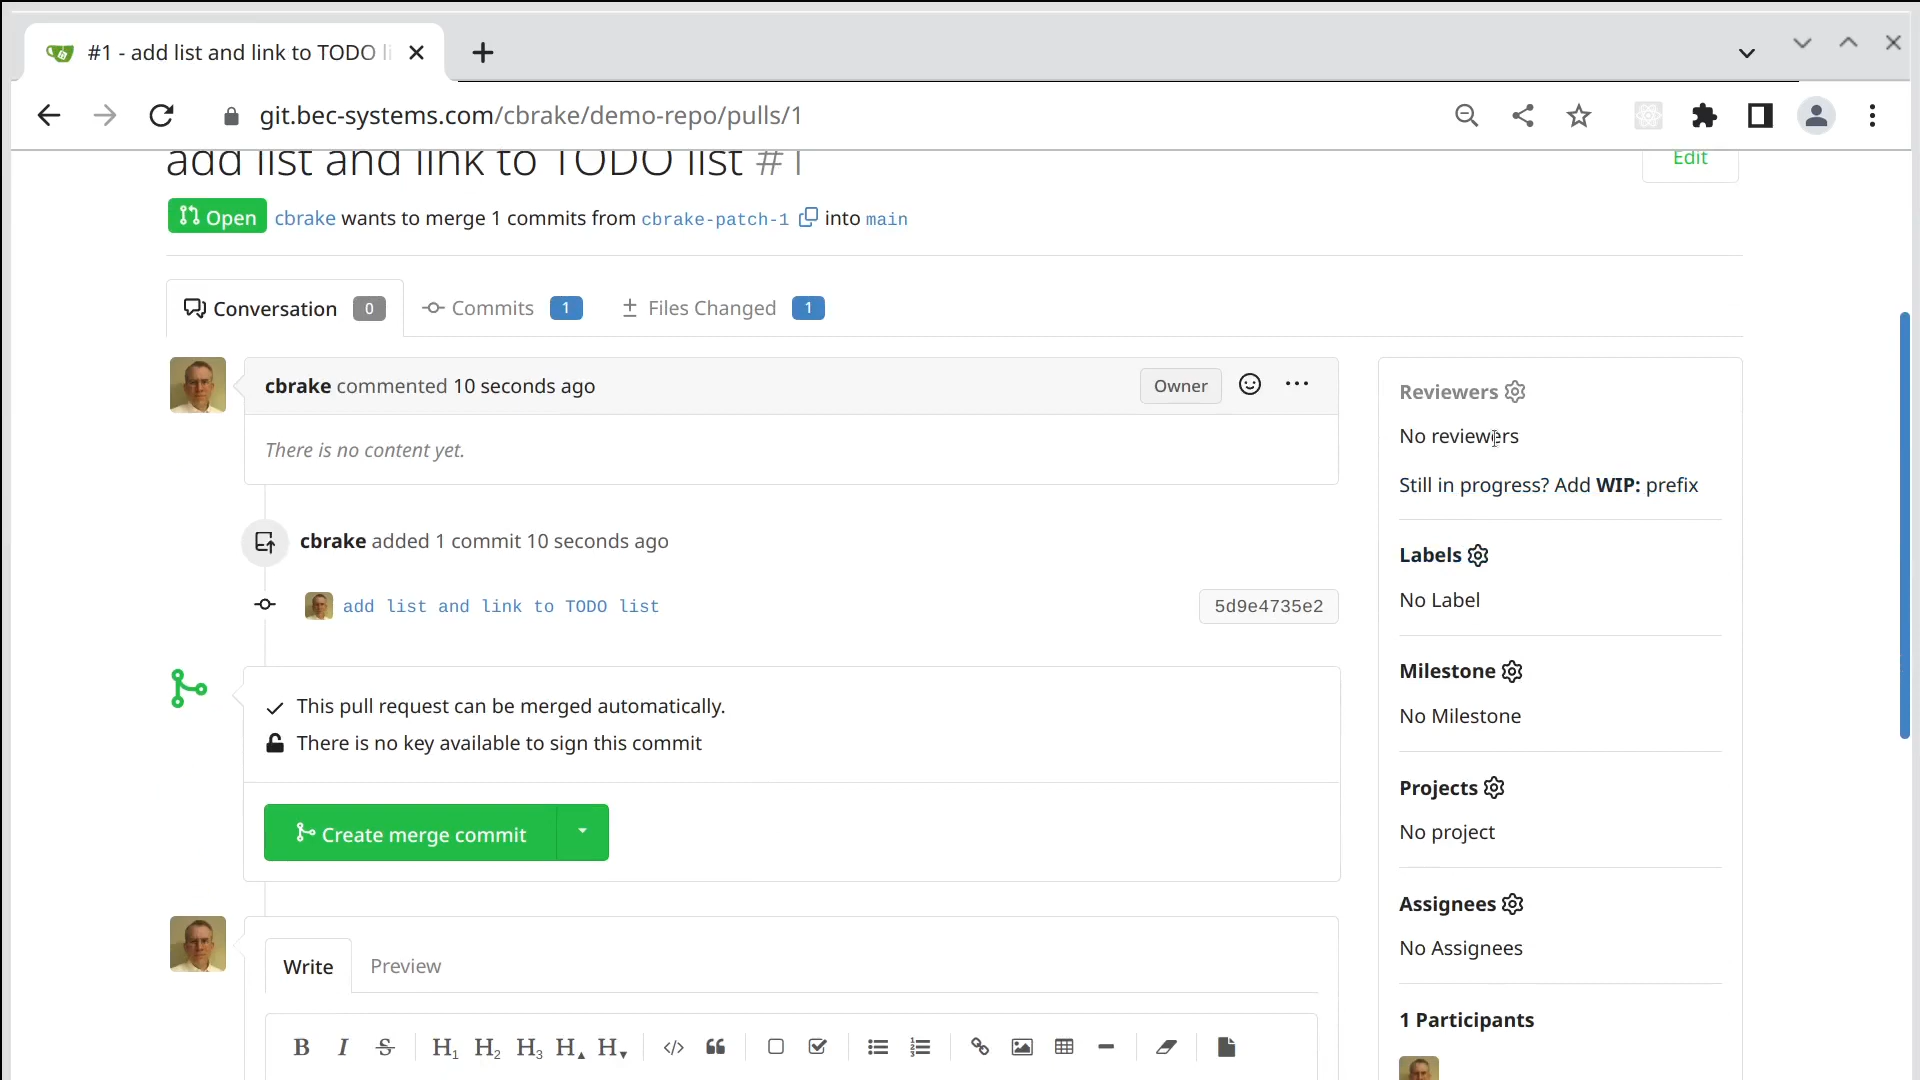 #1 - add list and link to TODO li
git.bec-systems.com/cbrake/demo-repo/pulls/1
add list and link to TODO list #1
Edit
Open cbrake wants to merge 1 commits from cbrake-patch-1 into main
Conversation 0 Commits 1 Files Changed 1
cbrake commented 10 seconds ago Owner
There is no content yet.
cbrake added 1 commit 10 seconds ago
add list and link to TODO list 5d9e4735e2
This pull request can be merged automatically.
There is no key available to sign this commit
Create merge commit
Write Preview
B I S H1 H2 H3 H▲ H▼
Reviewers
No reviewers
Still in progress? Add WIP: prefix
Labels
No Label
Milestone
No Milestone
Projects
No project
Assignees
No Assignees
1 Participants